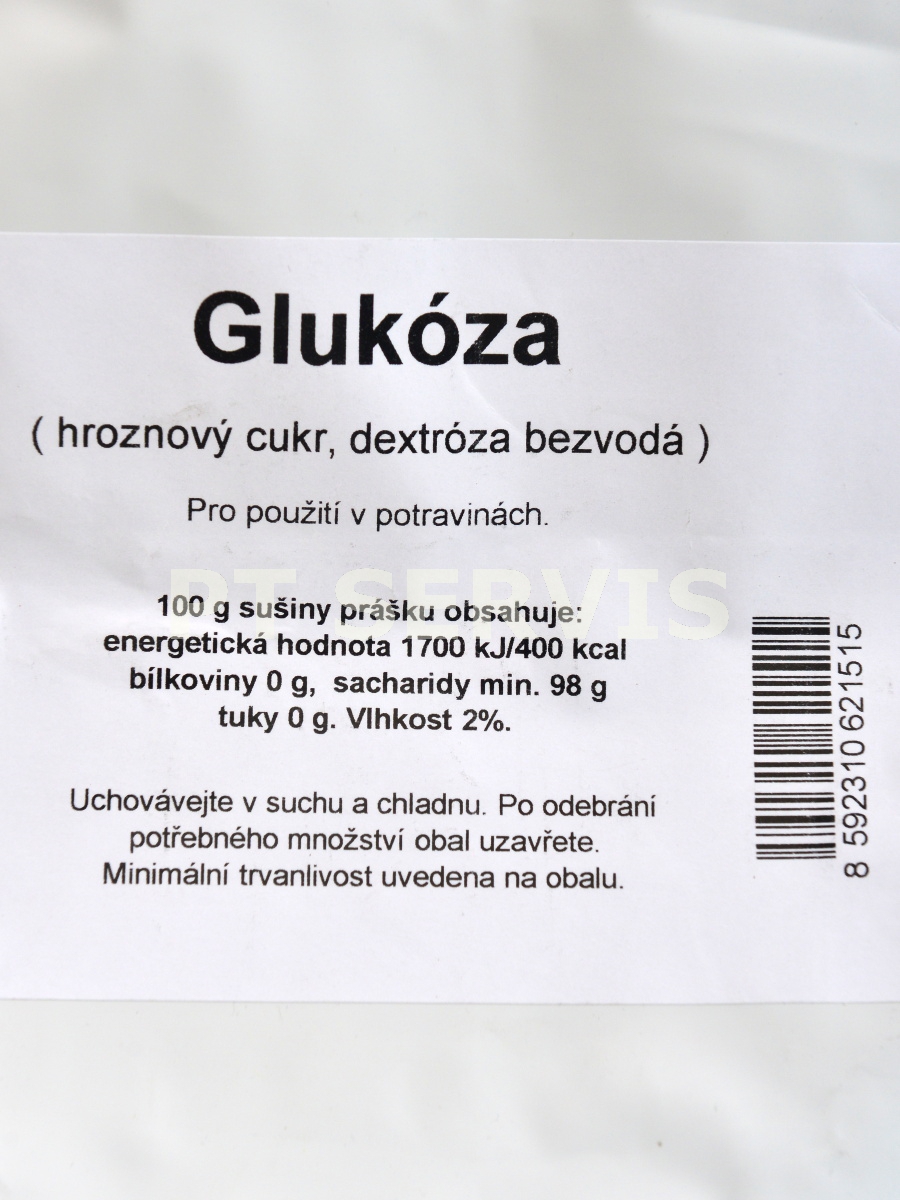 Glukóza
( hroznový cukr, dextróza bezvodá )
Pro použití v potravinách.
PT SERVIS
100 g sušiny prášku obsahuje:
energetická hodnota 1700 kJ/400 kcal
bílkoviny 0 g, sacharidy min. 98 g
tuky 0 g. Vlhkost 2%.
Uchovávejte v suchu a chladnu. Po odebrání
potřebného množství obal uzavřete.
Minimální trvanlivost uvedena na obalu.
8 592310 621515